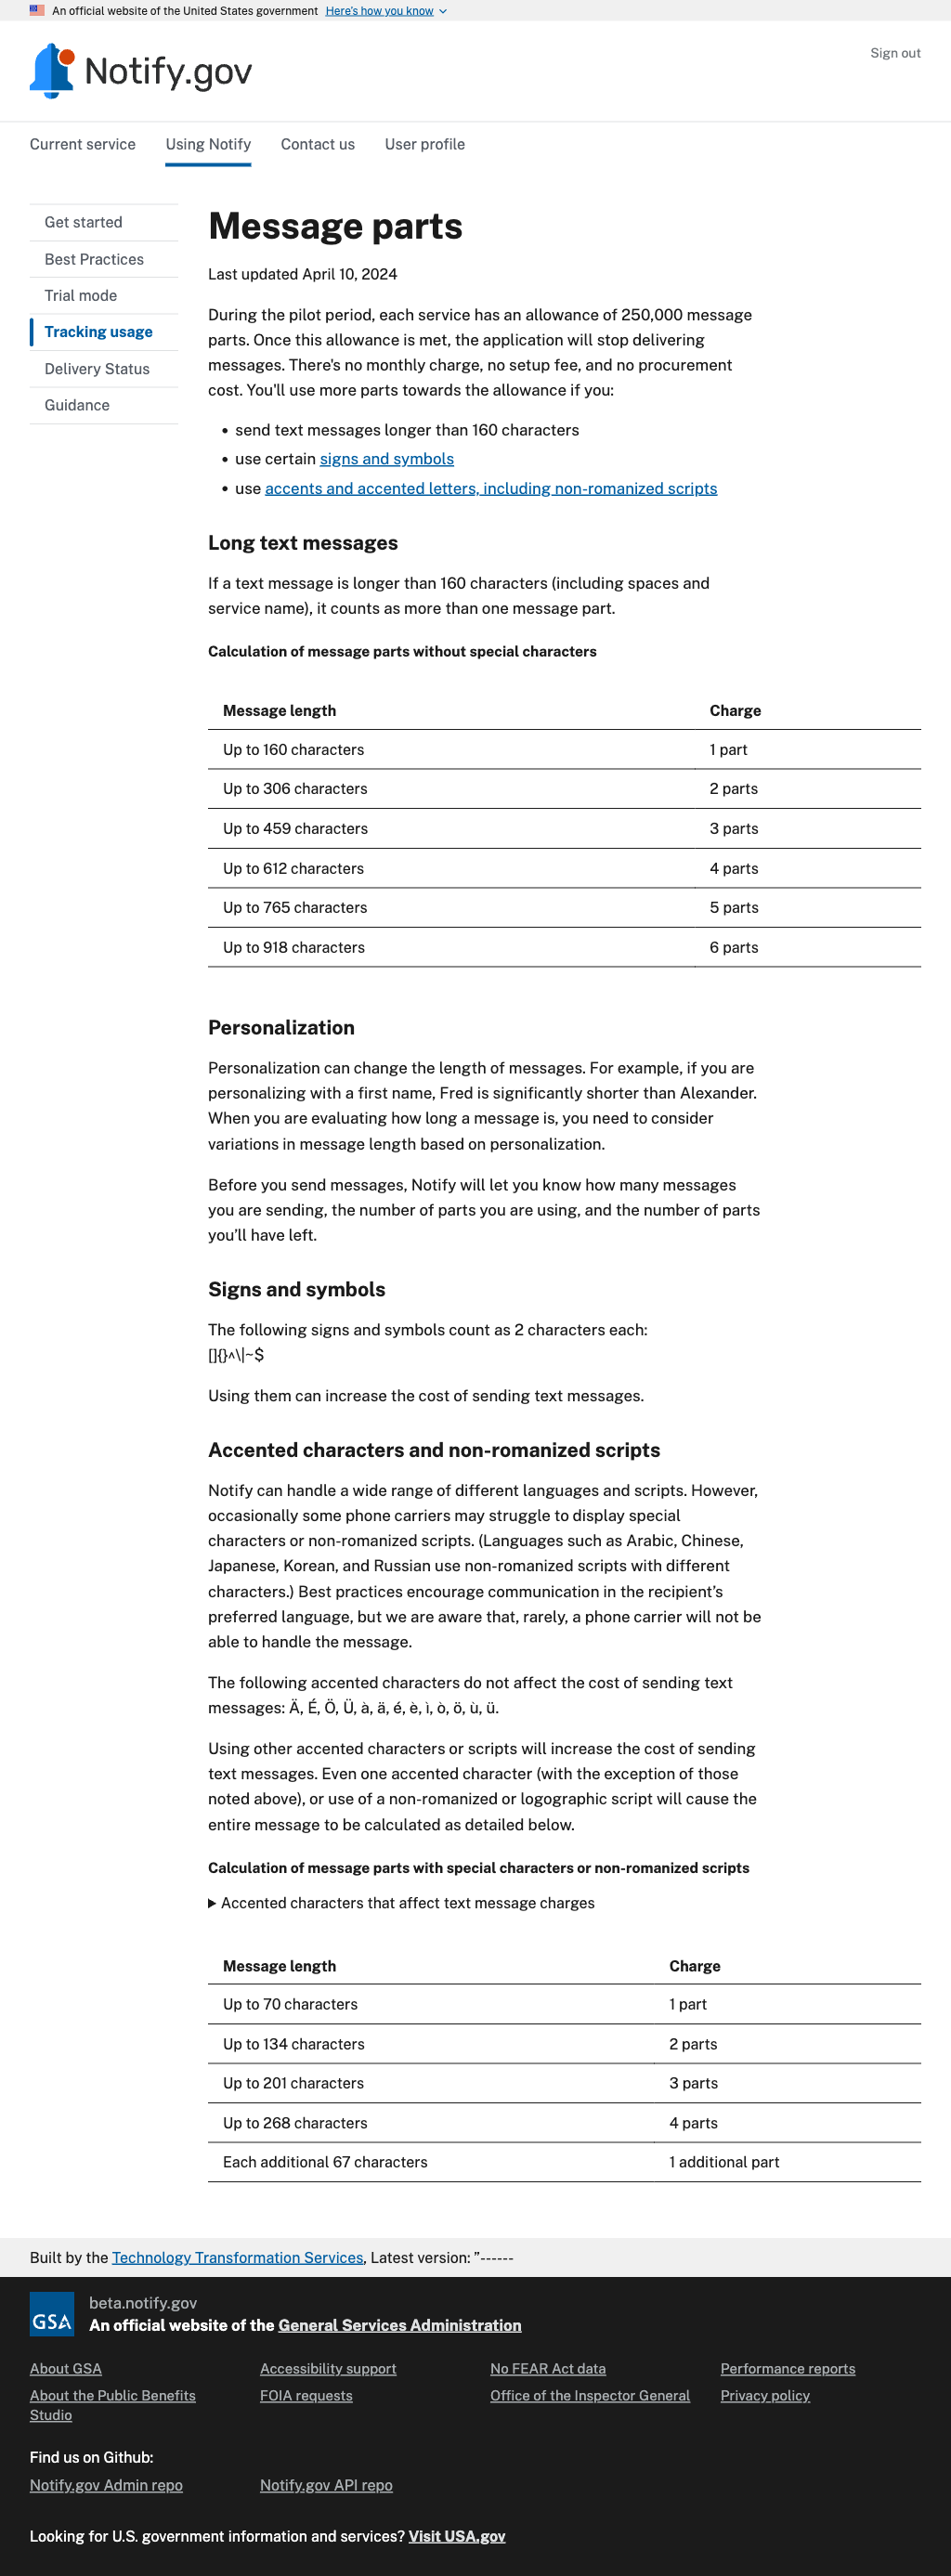 An official website of the United States government Here's how you know
Notify.gov
Sign out
Current service Using Notify Contact us User profile
Get started
Best Practices
Trial mode
Tracking usage
Delivery Status
Guidance
Message parts
Last updated April 10, 2024
During the pilot period, each service has an allowance of 250,000 message
parts. Once this allowance is met, the application will stop delivering
messages. There's no monthly charge, no setup fee, and no procurement
cost. You'll use more parts towards the allowance if you:
• send text messages longer than 160 characters
• use certain signs and symbols
• use accents and accented letters, including non-romanized scripts
Long text messages
If a text message is longer than 160 characters (including spaces and
service name), it counts as more than one message part.
Calculation of message parts without special characters
Message length Charge
Up to 160 characters 1 part
Up to 306 characters 2 parts
Up to 459 characters 3 parts
Up to 612 characters 4 parts
Up to 765 characters 5 parts
Up to 918 characters 6 parts
Personalization
Personalization can change the length of messages. For example, if you are
personalizing with a first name, Fred is significantly shorter than Alexander.
When you are evaluating how long a message is, you need to consider
variations in message length based on personalization.
Before you send messages, Notify will let you know how many messages
you are sending, the number of parts you are using, and the number of parts
you’ll have left.
Signs and symbols
The following signs and symbols count as 2 characters each:
[]{}^\|~$
Using them can increase the cost of sending text messages.
Accented characters and non-romanized scripts
Notify can handle a wide range of different languages and scripts. However,
occasionally some phone carriers may struggle to display special
characters or non-romanized scripts. (Languages such as Arabic, Chinese,
Japanese, Korean, and Russian use non-romanized scripts with different
characters.) Best practices encourage communication in the recipient’s
preferred language, but we are aware that, rarely, a phone carrier will not be
able to handle the message.
The following accented characters do not affect the cost of sending text
messages: Ä, É, Ö, Ü, à, ä, é, è, ì, ò, ö, ù, ü.
Using other accented characters or scripts will increase the cost of sending
text messages. Even one accented character (with the exception of those
noted above), or use of a non-romanized or logographic script will cause the
entire message to be calculated as detailed below.
Calculation of message parts with special characters or non-romanized scripts
▶ Accented characters that affect text message charges
Message length Charge
Up to 70 characters 1 part
Up to 134 characters 2 parts
Up to 201 characters 3 parts
Up to 268 characters 4 parts
Each additional 67 characters 1 additional part
Built by the Technology Transformation Services, Latest version: ”------
GSA
beta.notify.gov
An official website of the General Services Administration
About GSA Accessibility support No FEAR Act data Performance reports
About the Public Benefits Studio FOIA requests Office of the Inspector General Privacy policy
Find us on Github:
Notify.gov Admin repo Notify.gov API repo
Looking for U.S. government information and services? Visit USA.gov